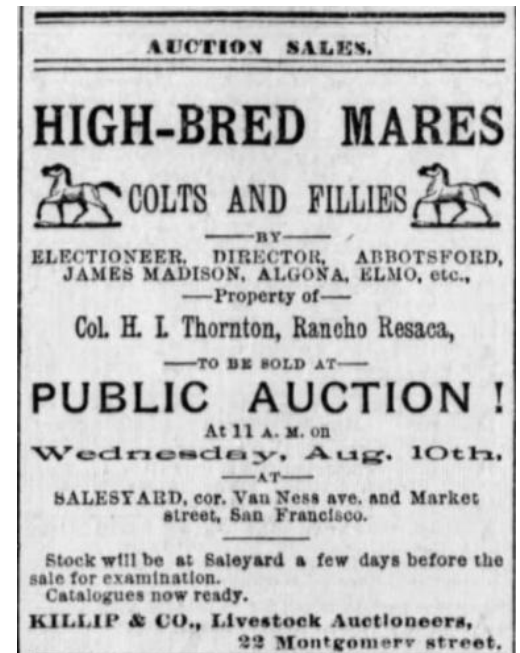 AUCTION SALES.
HIGH-BRED MARES
COLTS AND FILLIES
BY
ELECTIONEER, DIRECTOR, ABBOTSFORD,
JAMES MADISON, ALGONA, ELMO, etc.,
—Property of—
Col. H. I. Thornton, Rancho Resaca,
—TO BE SOLD AT—
PUBLIC AUCTION !
At 11 A. M. on
Wednesday, Aug. 10th,
—AT—
SALESYARD, cor. Van Ness ave. and Market
street, San Francisco.
Stock will be at Saleyard a few days before the
sale for examination.
Catalogues now ready.
KILLIP & CO., Livestock Auctioneers,
22 Montgomery street.